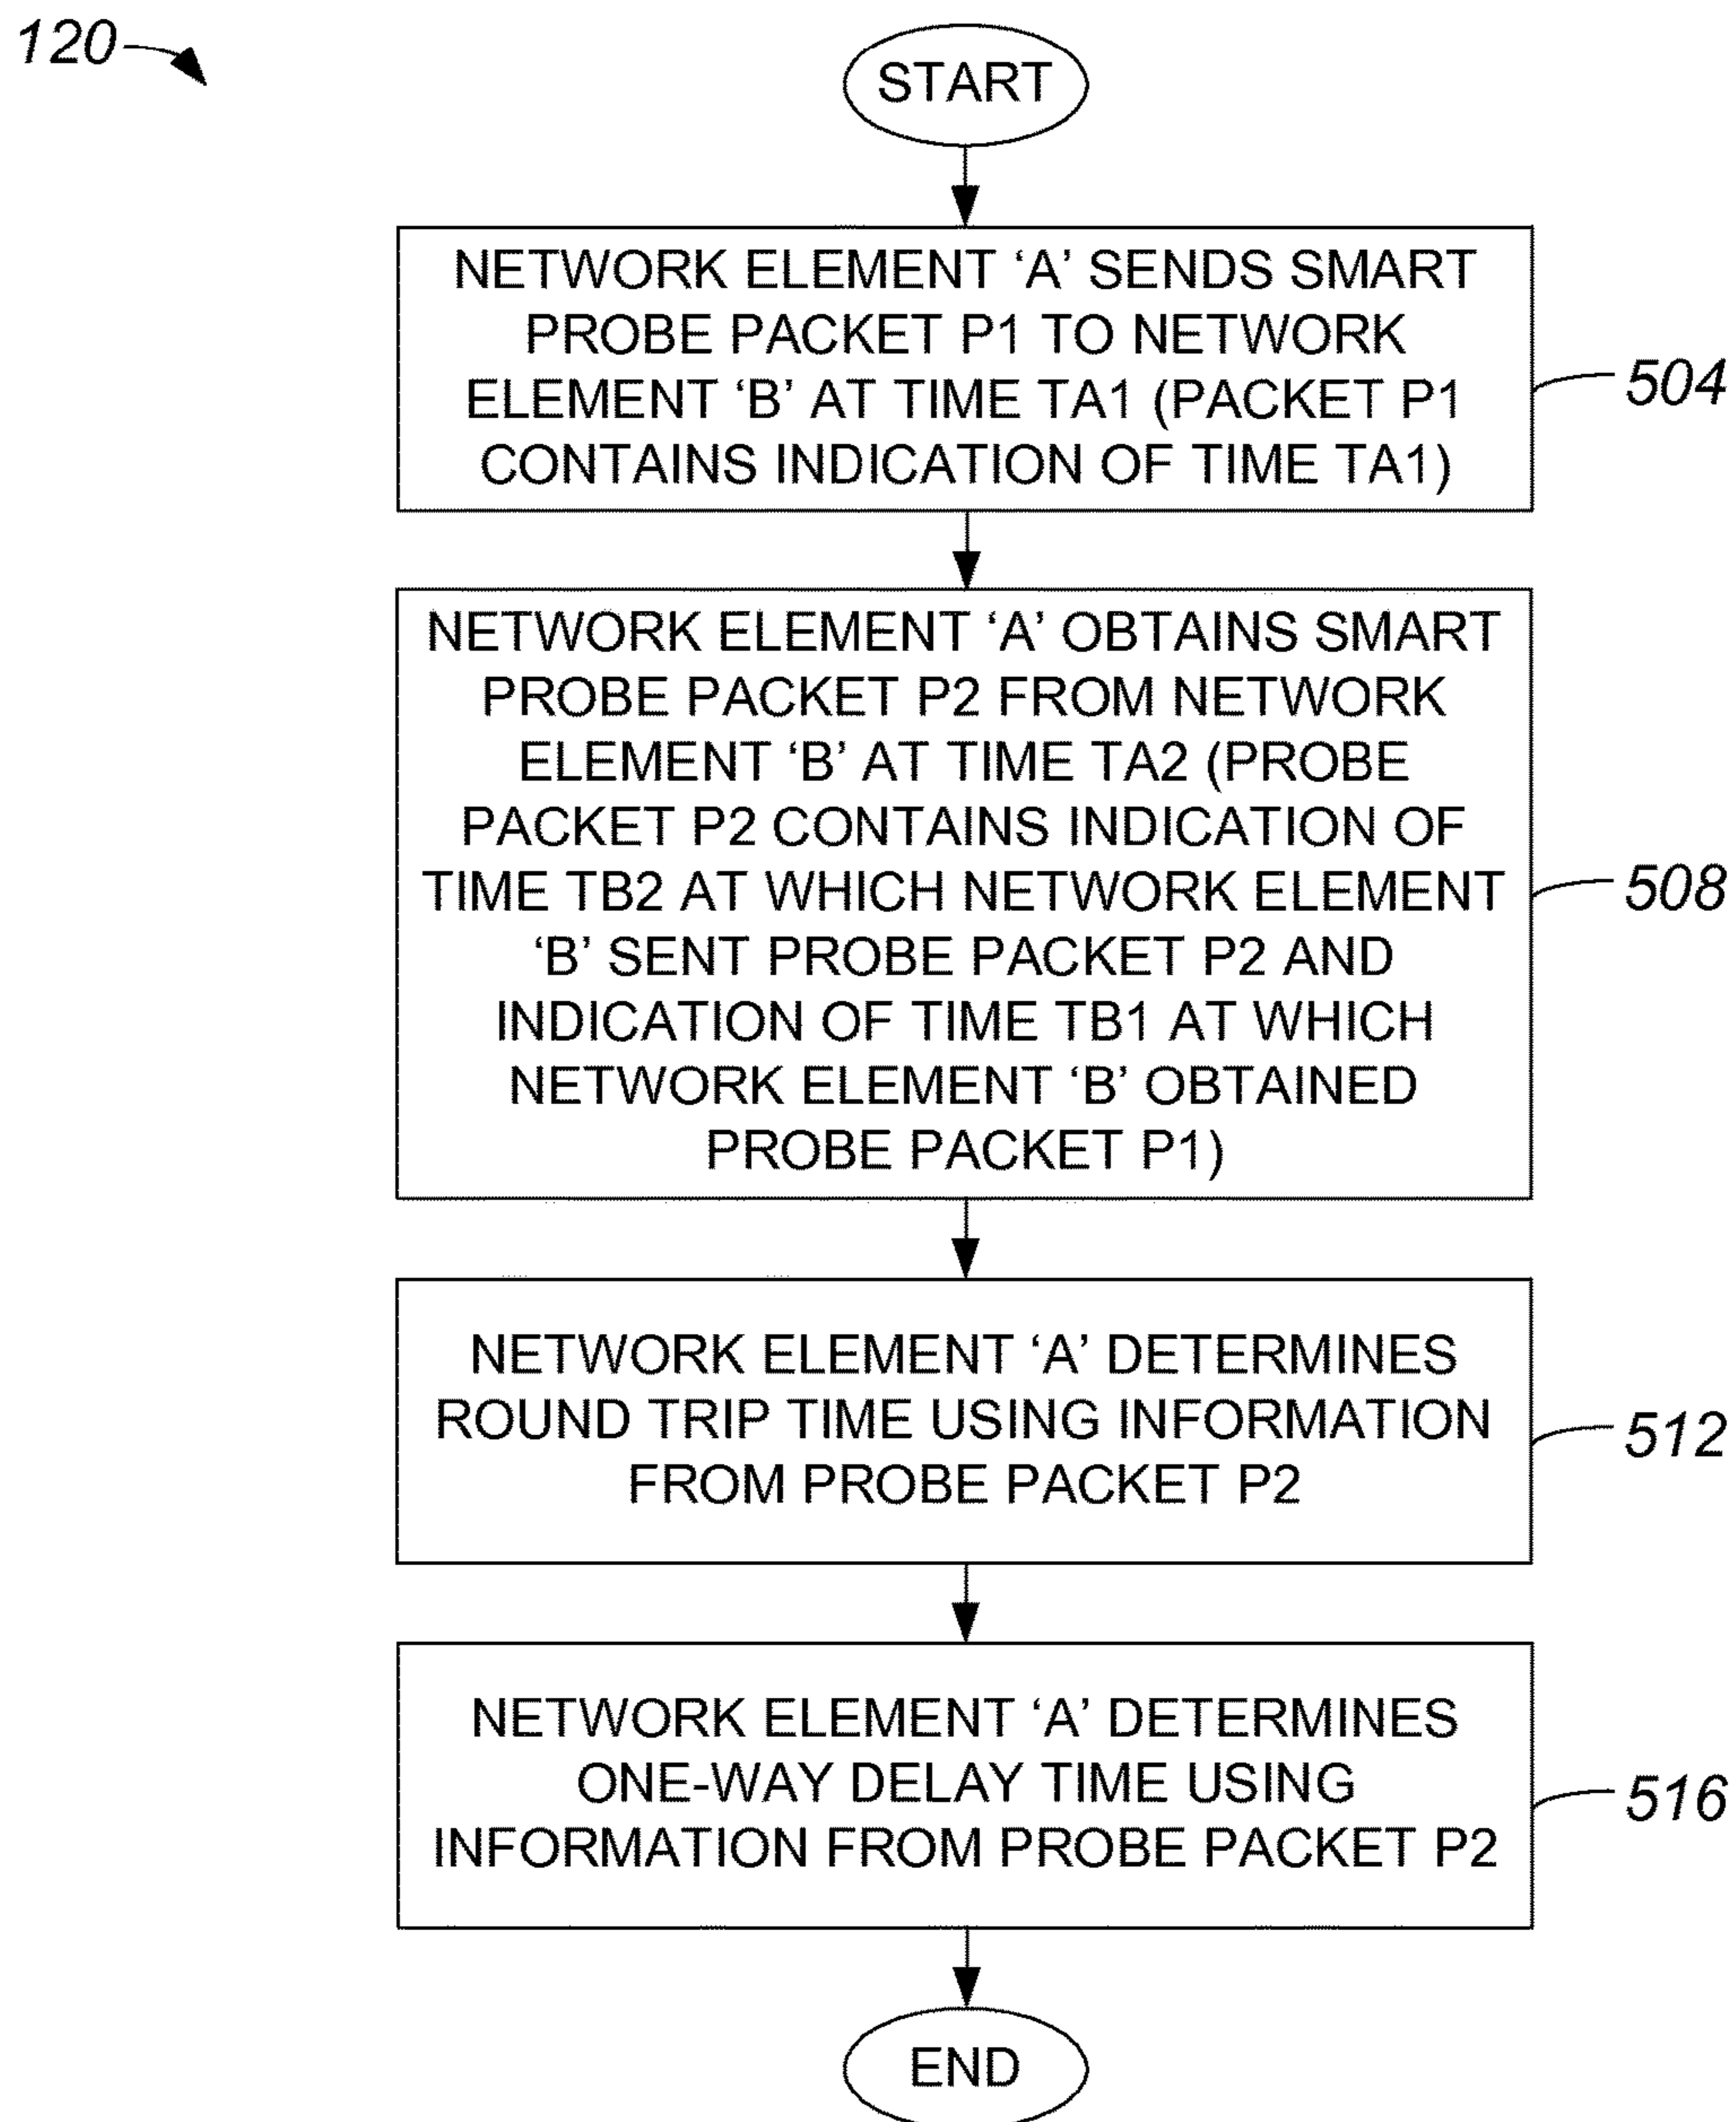 120
START
NETWORK ELEMENT ‘A’ SENDS SMART
PROBE PACKET P1 TO NETWORK
ELEMENT ‘B’ AT TIME TA1 (PACKET P1
CONTAINS INDICATION OF TIME TA1)
504
NETWORK ELEMENT ‘A’ OBTAINS SMART
PROBE PACKET P2 FROM NETWORK
ELEMENT ‘B’ AT TIME TA2 (PROBE
PACKET P2 CONTAINS INDICATION OF
TIME TB2 AT WHICH NETWORK ELEMENT
‘B’ SENT PROBE PACKET P2 AND
INDICATION OF TIME TB1 AT WHICH
NETWORK ELEMENT ‘B’ OBTAINED
PROBE PACKET P1)
508
NETWORK ELEMENT ‘A’ DETERMINES
ROUND TRIP TIME USING INFORMATION
FROM PROBE PACKET P2
512
NETWORK ELEMENT ‘A’ DETERMINES
ONE-WAY DELAY TIME USING
INFORMATION FROM PROBE PACKET P2
516
END